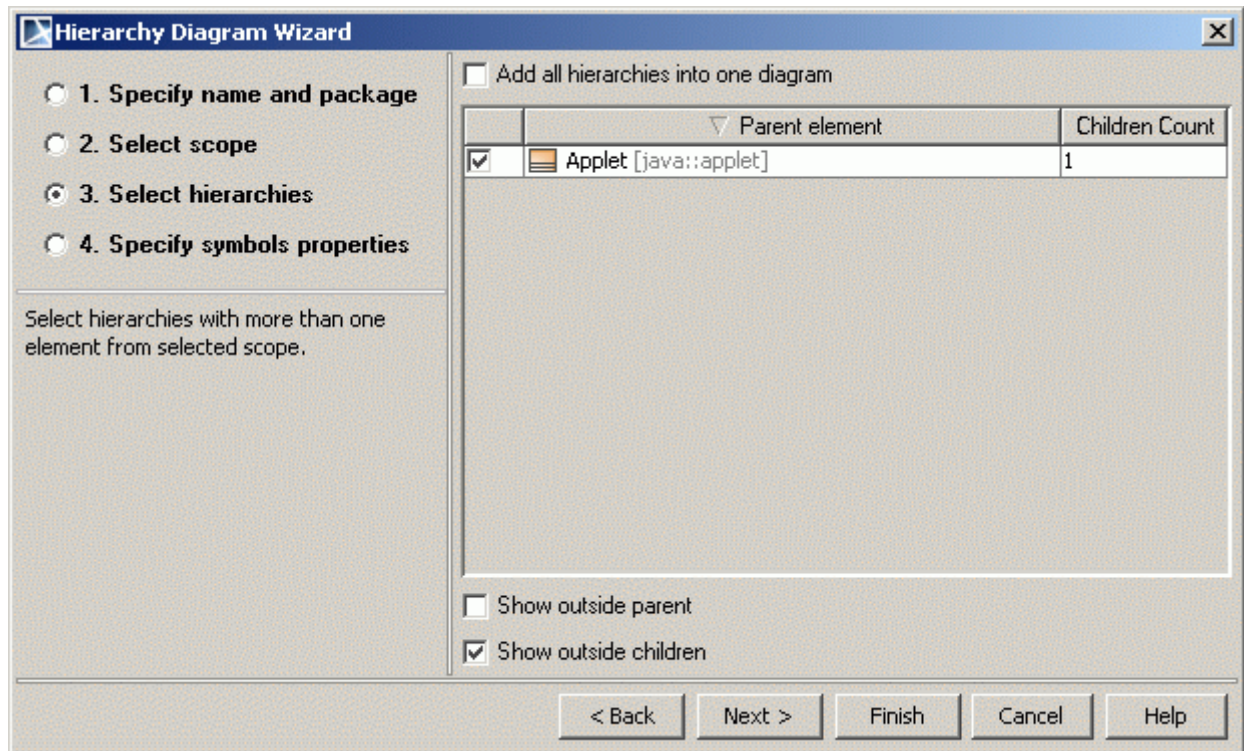 Hierarchy Diagram Wizard
1. Specify name and package
2. Select scope
3. Select hierarchies
4. Specify symbols properties
Select hierarchies with more than one
element from selected scope.
Add all hierarchies into one diagram
Parent element Children Count
Applet [java::applet] 1
Show outside parent
Show outside children
< Back Next > Finish Cancel Help